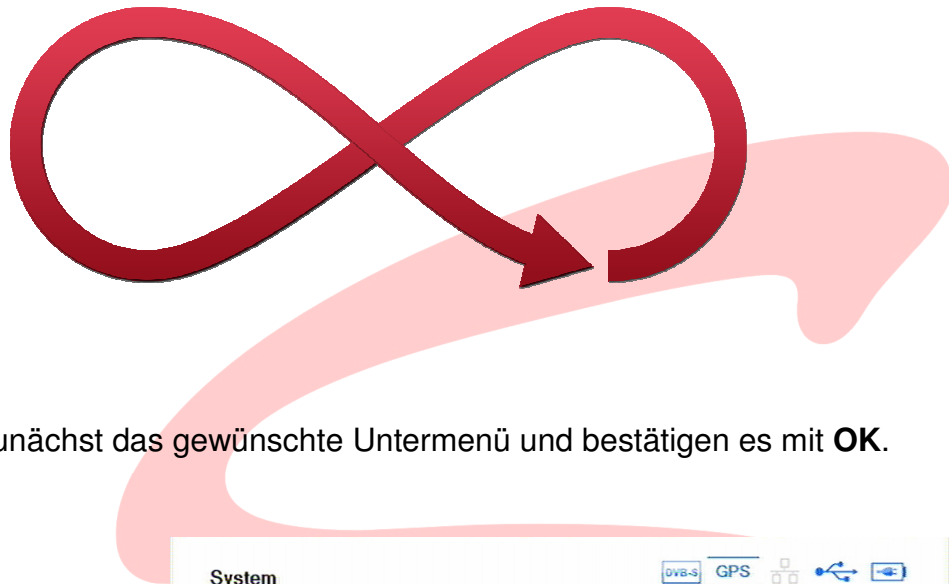 unächst das gewünschte Untermenü und bestätigen es mit OK.
System DVB-S GPS